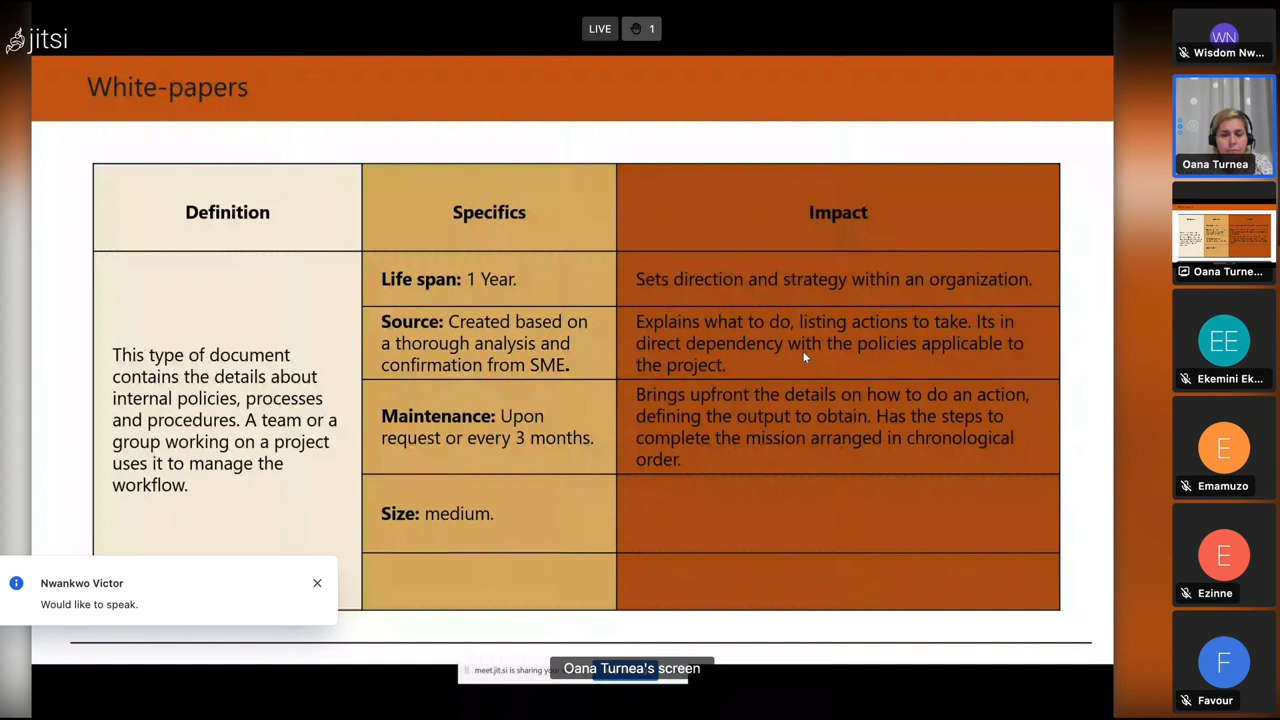 jitsi
LIVE
1
White-papers
Definition
Specifics
Impact
This type of document
contains the details about
internal policies, processes
and procedures. A team or a
group working on a project
uses it to manage the
workflow.
Life span: 1 Year.
Sets direction and strategy within an organization.
Source: Created based on
a thorough analysis and
confirmation from SME.
Explains what to do, listing actions to take. Its in
direct dependency with the policies applicable to
the project.
Maintenance: Upon
request or every 3 months.
Brings upfront the details on how to do an action,
defining the output to obtain. Has the steps to
complete the mission arranged in chronological
order.
Size: medium.
Nwankwo Victor
Would like to speak.
meet.jit.si is sharing
Oana Turnea's screen
WN
Wisdom Nw...
Oana Turnea
Oana Turne...
EE
Ekemini Ek...
E
Emamuzo
E
Ezinne
F
Favour